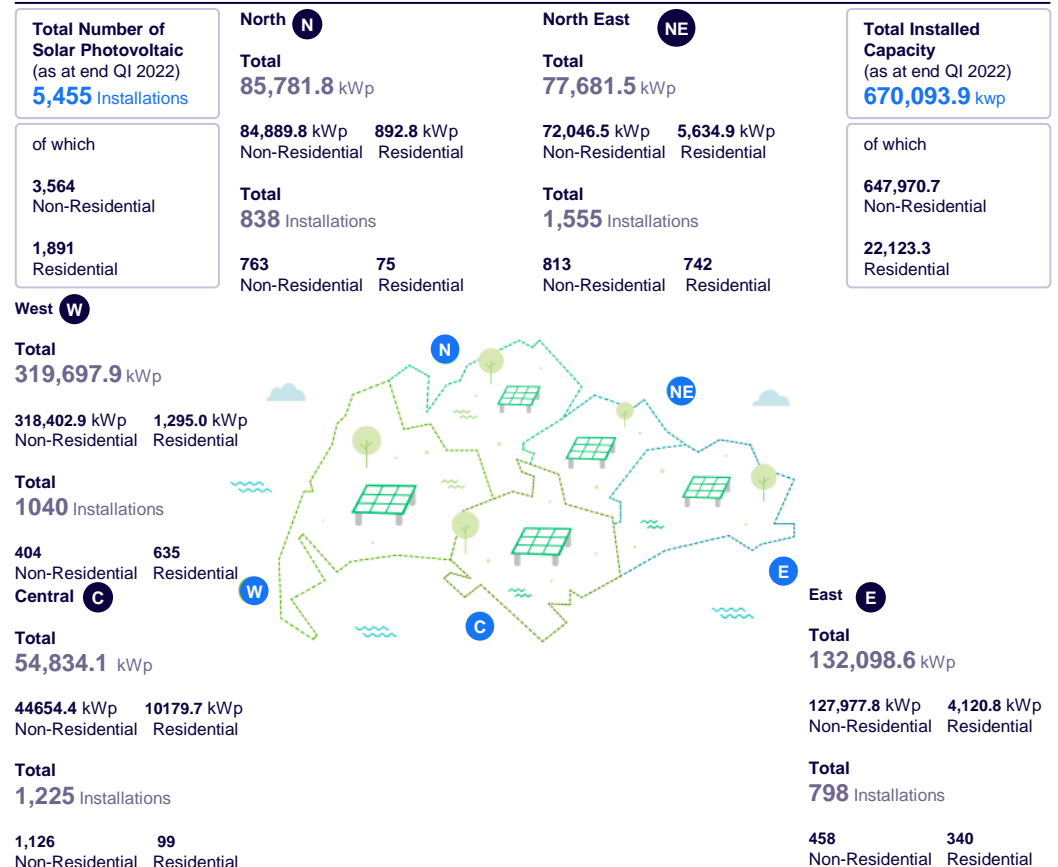 Total Number of
Solar Photovoltaic
(as at end QI 2022)
5,455 Installations
of which
3,564
Non-Residential
1,891
Residential
North N
Total
85,781.8 kWp
84,889.8 kWp 892.8 kWp
Non-Residential Residential
Total
838 Installations
763 75
Non-Residential Residential
North East NE
Total
77,681.5 kWp
72,046.5 kWp 5,634.9 kWp
Non-Residential Residential
Total
1,555 Installations
813 742
Non-Residential Residential
Total Installed
Capacity
(as at end QI 2022)
670,093.9 kwp
of which
647,970.7
Non-Residential
22,123.3
Residential
West W
Total
319,697.9 kWp
318,402.9 kWp 1,295.0 kWp
Non-Residential Residential
Total
1040 Installations
404 635
Non-Residential Residential
N
NE
W
C
E
Central C
Total
54,834.1 kWp
44654.4 kWp 10179.7 kWp
Non-Residential Residential
Total
1,225 Installations
1,126 99
Non-Residential Residential
East E
Total
132,098.6 kWp
127,977.8 kWp 4,120.8 kWp
Non-Residential Residential
Total
798 Installations
458 340
Non-Residential Residential